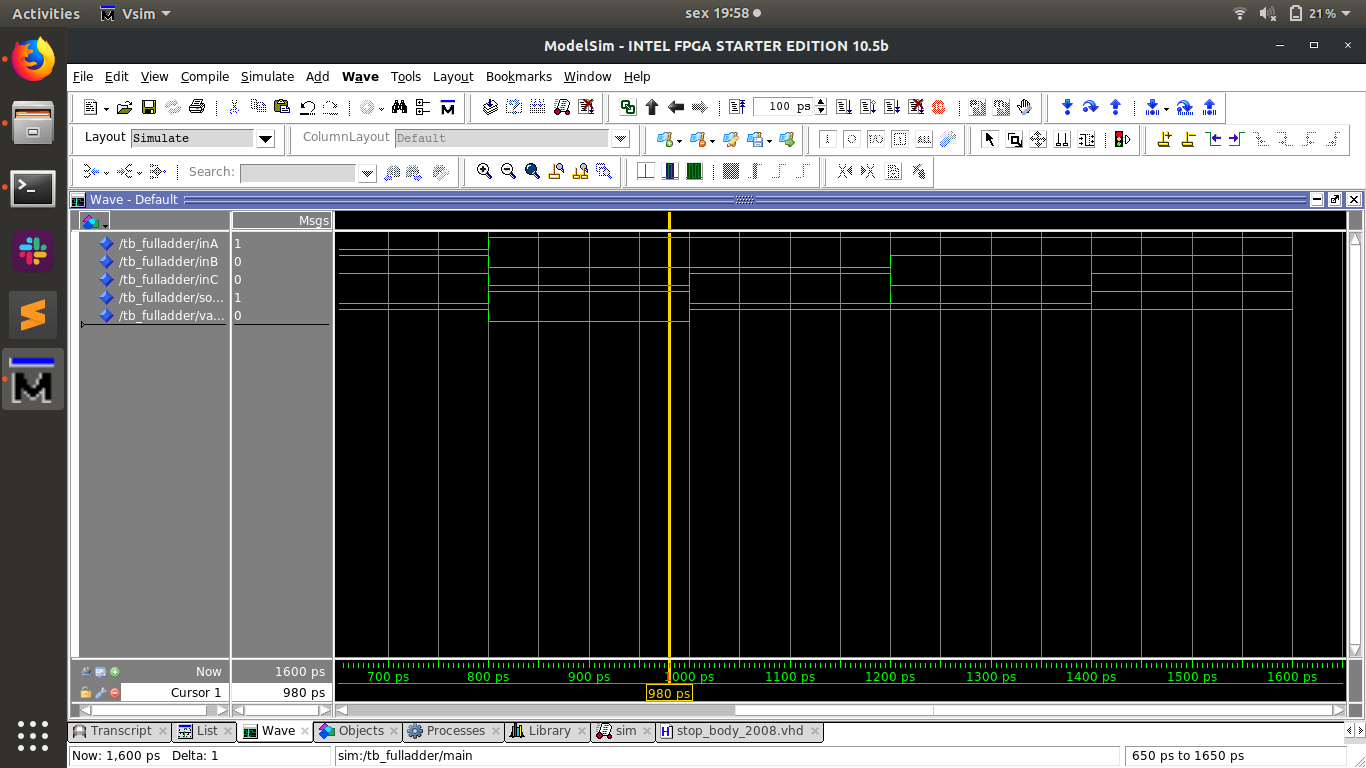 Activities Vsim sex 19:58 21%
ModelSim - INTEL FPGA STARTER EDITION 10.5b
File Edit View Compile Simulate Add Wave Tools Layout Bookmarks Window Help
100 ps
Layout Simulate ColumnLayout Default
Search:
Wave - Default
Msgs
/tb_fulladder/inA 1
/tb_fulladder/inB 0
/tb_fulladder/inC 0
/tb_fulladder/so... 1
/tb_fulladder/va... 0
Now 1600 ps 700 ps 800 ps 900 ps 1000 ps 1100 ps 1200 ps 1300 ps 1400 ps 1500 ps 1600 ps
Cursor 1 980 ps 980 ps
Transcript List Wave Objects Processes Library sim stop_body_2008.vhd
Now: 1,600 ps Delta: 1 sim:/tb_fulladder/main 650 ps to 1650 ps